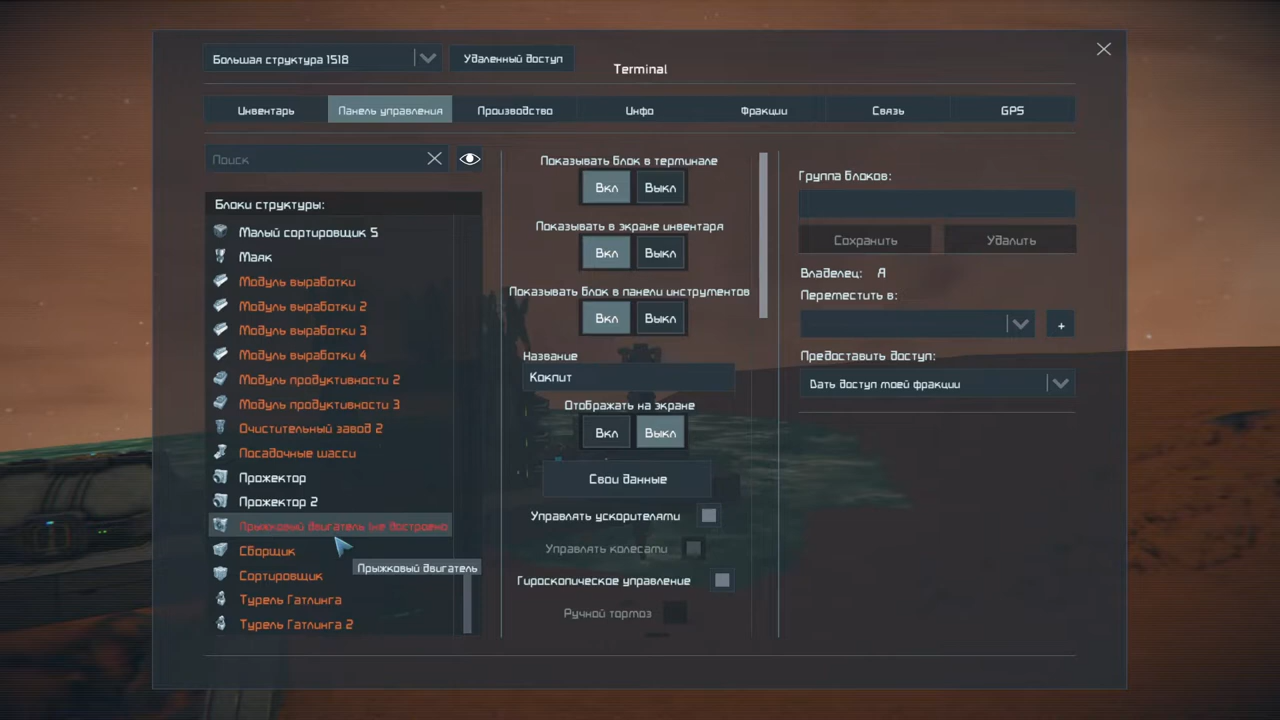 Большая структура 1518
Удаленный доступ
Terminal
Инвентарь
Панель управления
Производство
Инфо
Фракции
Связь
GPS
Поиск
Блоки структуры:
Малый сортировщик 5
Маяк
Модуль выработки
Модуль выработки 2
Модуль выработки 3
Модуль выработки 4
Модуль продуктивности 2
Модуль продуктивности 3
Очистительный завод 2
Посадочные шасси
Прожектор
Прожектор 2
Прыжковый двигатель (не достроено
Сборщик
Сортировщик
Турель Гатлинга
Турель Гатлинга 2
Прыжковый двигатель
Показывать блок в терминале
Вкл Выкл
Показывать в экране инвентаря
Вкл Выкл
Показывать блок в панели инструментов
Вкл Выкл
Название
Кокпит
Отображать на экране
Вкл Выкл
Свои данные
Управлять ускорителями
Управлять колесами
Гироскопическое управление
Ручной тормоз
Группа блоков:
Сохранить Удалить
Владелец: A
Переместить в:
+
Предоставить доступ:
Дать доступ моей фракции